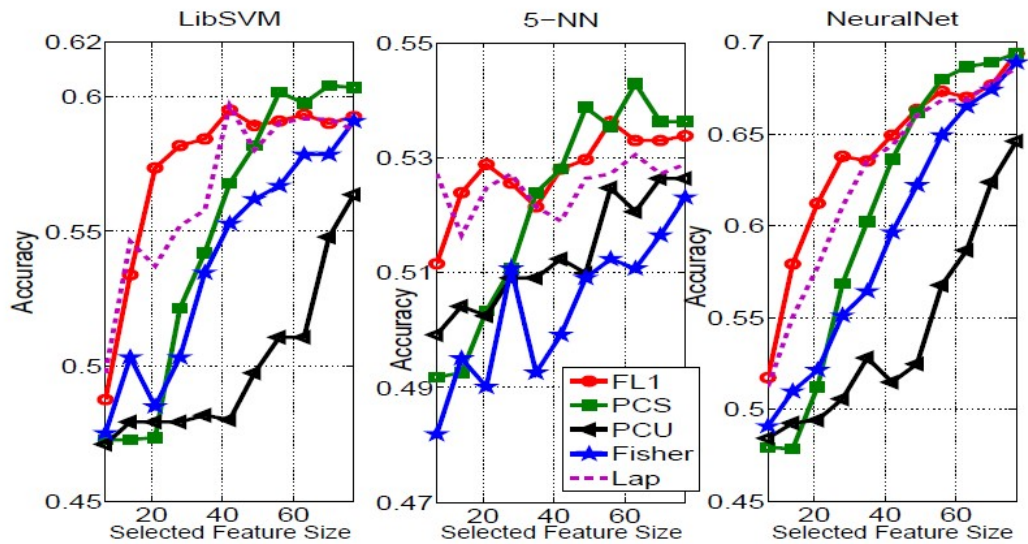 LibSVM
0.62
0.6
0.55
0.5
0.45
Accuracy
20
40
60
Selected Feature Size
5-NN
0.55
0.53
0.51
0.49
0.47
Accuracy
20
40
60
Selected Feature Size
FL1
PCS
PCU
Fisher
Lap
NeuralNet
0.7
0.65
0.6
0.55
0.5
0.45
Accuracy
20
40
60
Selected Feature Size